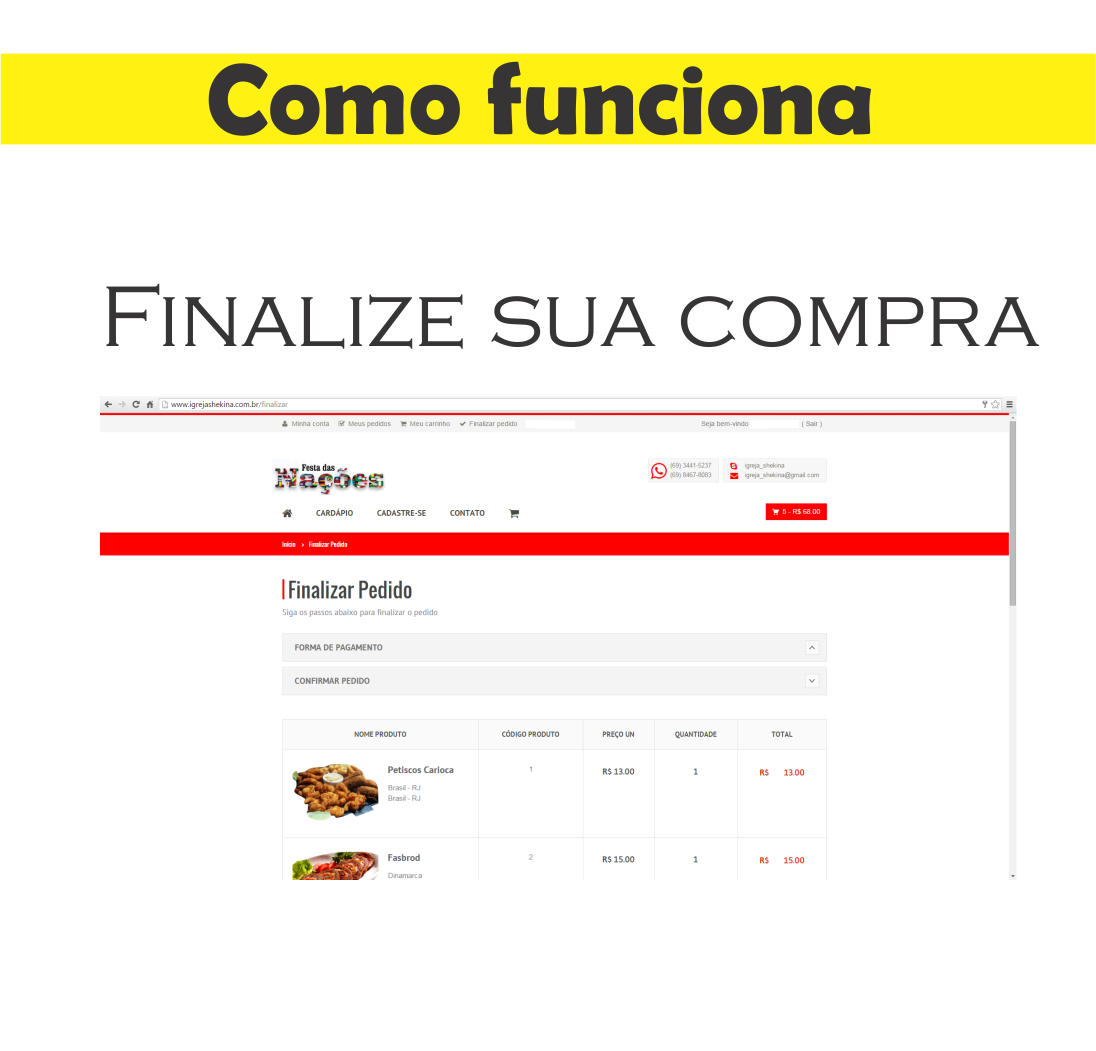 Como funciona
FINALIZE SUA COMPRA
www.igrejashekina.com.br/finalizar
Minha conta Meus pedidos Meu carrinho Finalizar pedido Seja bem-vindo ( Sair )
Festa das
Nações
(69) 3441-5237 igreja_shekina
(69) 8467-8083 igreja_shekina@gmail.com
CARDÁPIO CADASTRE-SE CONTATO 5 - R$ 68.00
Início > Finalizar Pedido
Finalizar Pedido
Siga os passos abaixo para finalizar o pedido
FORMA DE PAGAMENTO
CONFIRMAR PEDIDO
NOME PRODUTO CÓDIGO PRODUTO PREÇO UN QUANTIDADE TOTAL
Petiscos Carioca 1 R$ 13.00 1 R$ 13.00
Brasil - RJ
Brasil - RJ
Fasbrod 2 R$ 15.00 1 R$ 15.00
Dinamarca